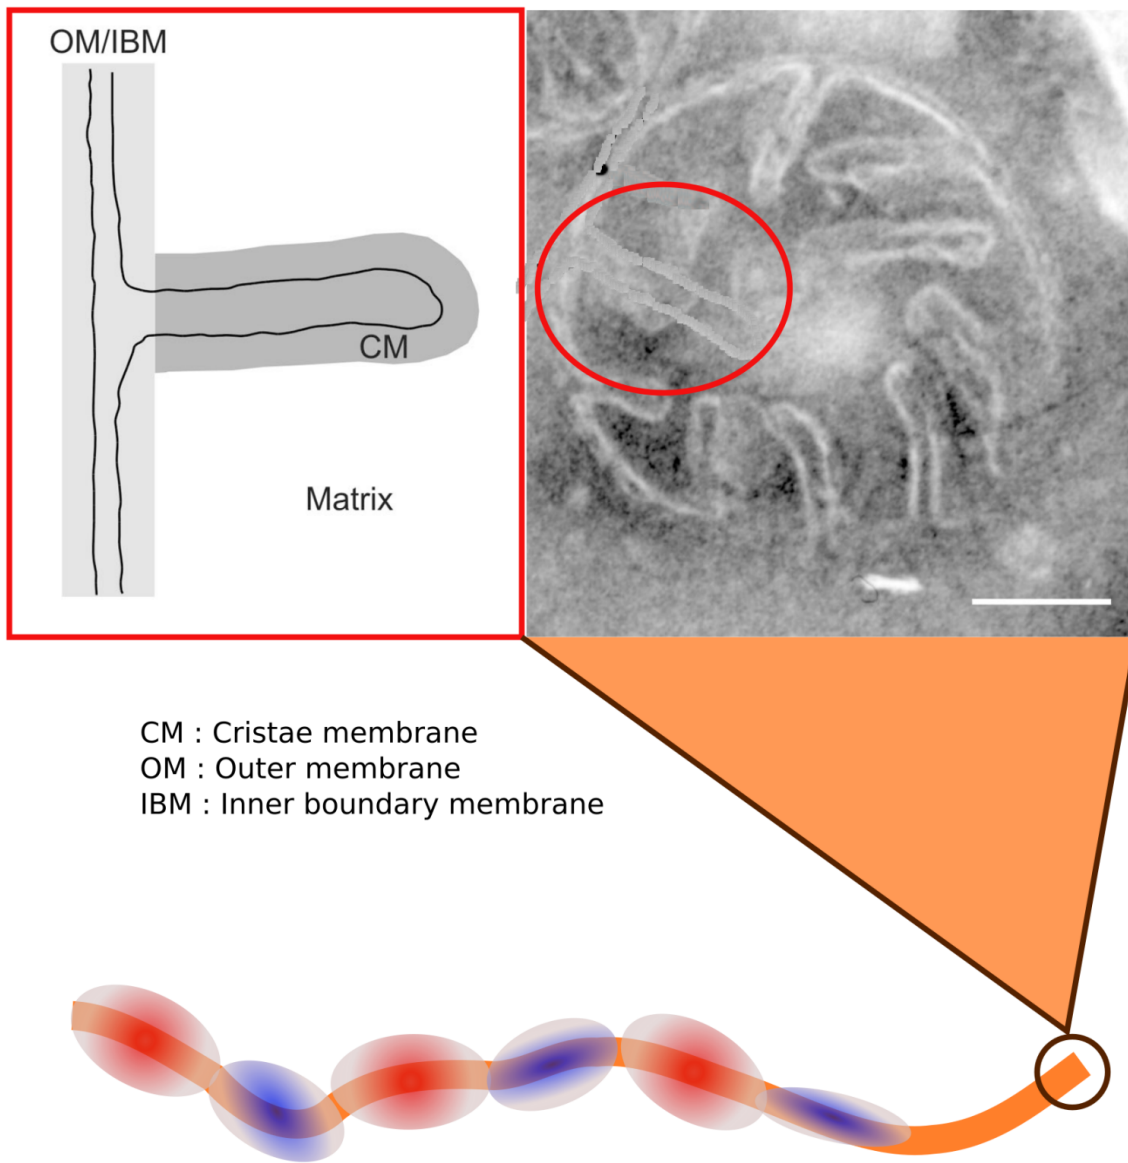 OM/IBM
CM
Matrix
CM : Cristae membrane
OM : Outer membrane
IBM : Inner boundary membrane